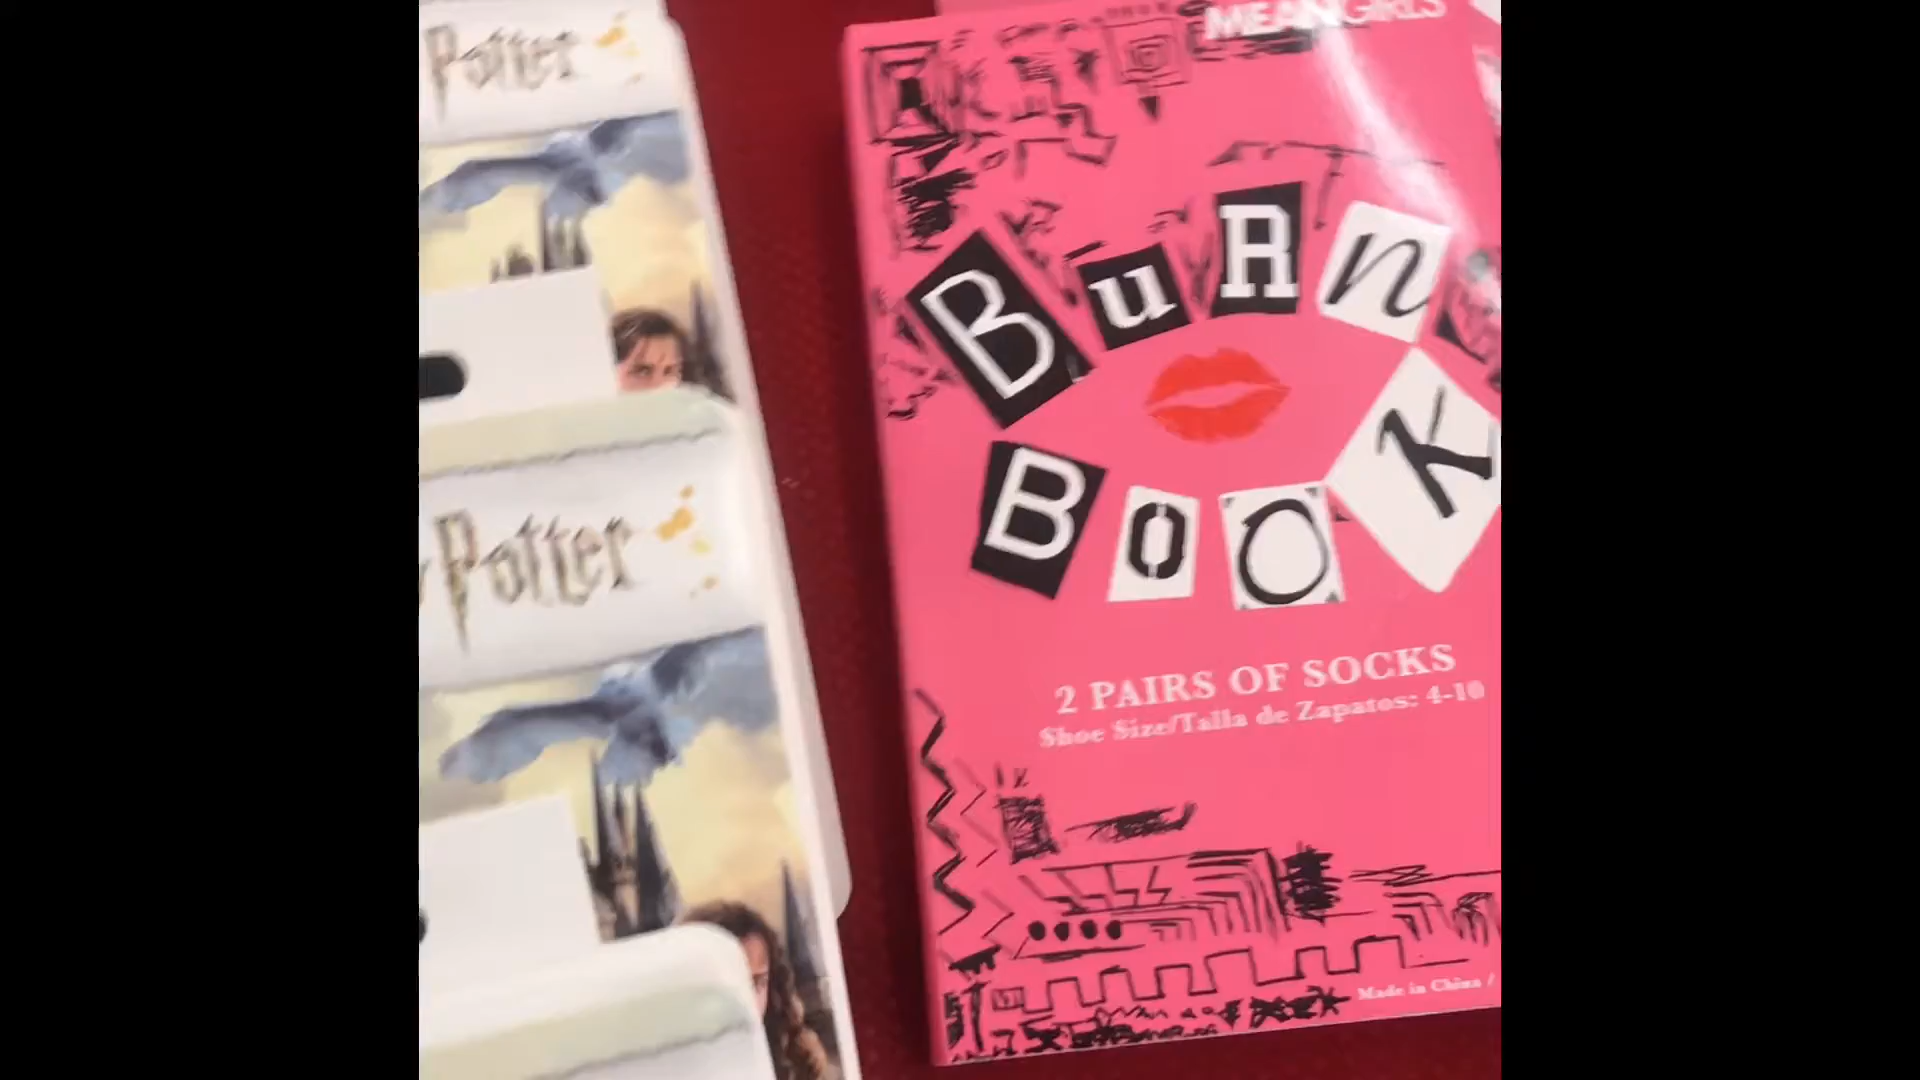 Potter
Potter
MEAN GIRLS
BuRn
BOOK
2 PAIRS OF SOCKS
Shoe Size/Talla de Zapatos: 4-10
Made in China /